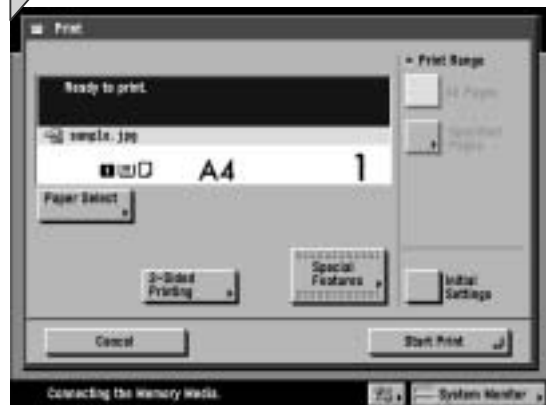 Print
Print Range
Ready to print.
All Pages
Specified
Pages
sample.jpg
1
A4
1
Paper Select
2-Sided
Printing
Special
Features
Initial
Settings
Cancel
Start Print
Connecting the Memory Media.
System Monitor